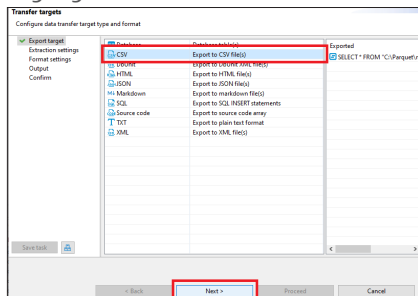 Transfer targets
Configure data transfer target type and format
Export target
Extraction settings
Format settings
Output
Confirm
Database Database table(s)
CSV Export to CSV file(s)
DbUnit Export to DbUnit XML file(s)
HTML Export to HTML file(s)
JSON Export to JSON file(s)
Markdown Export to markdown file(s)
SQL Export to SQL INSERT statements
Source code Export to source code array
TXT Export to plain text format
XML Export to XML file(s)
Exported
SELECT * FROM "C:\Parquet\
Save task
< Back
Next >
Proceed
Cancel